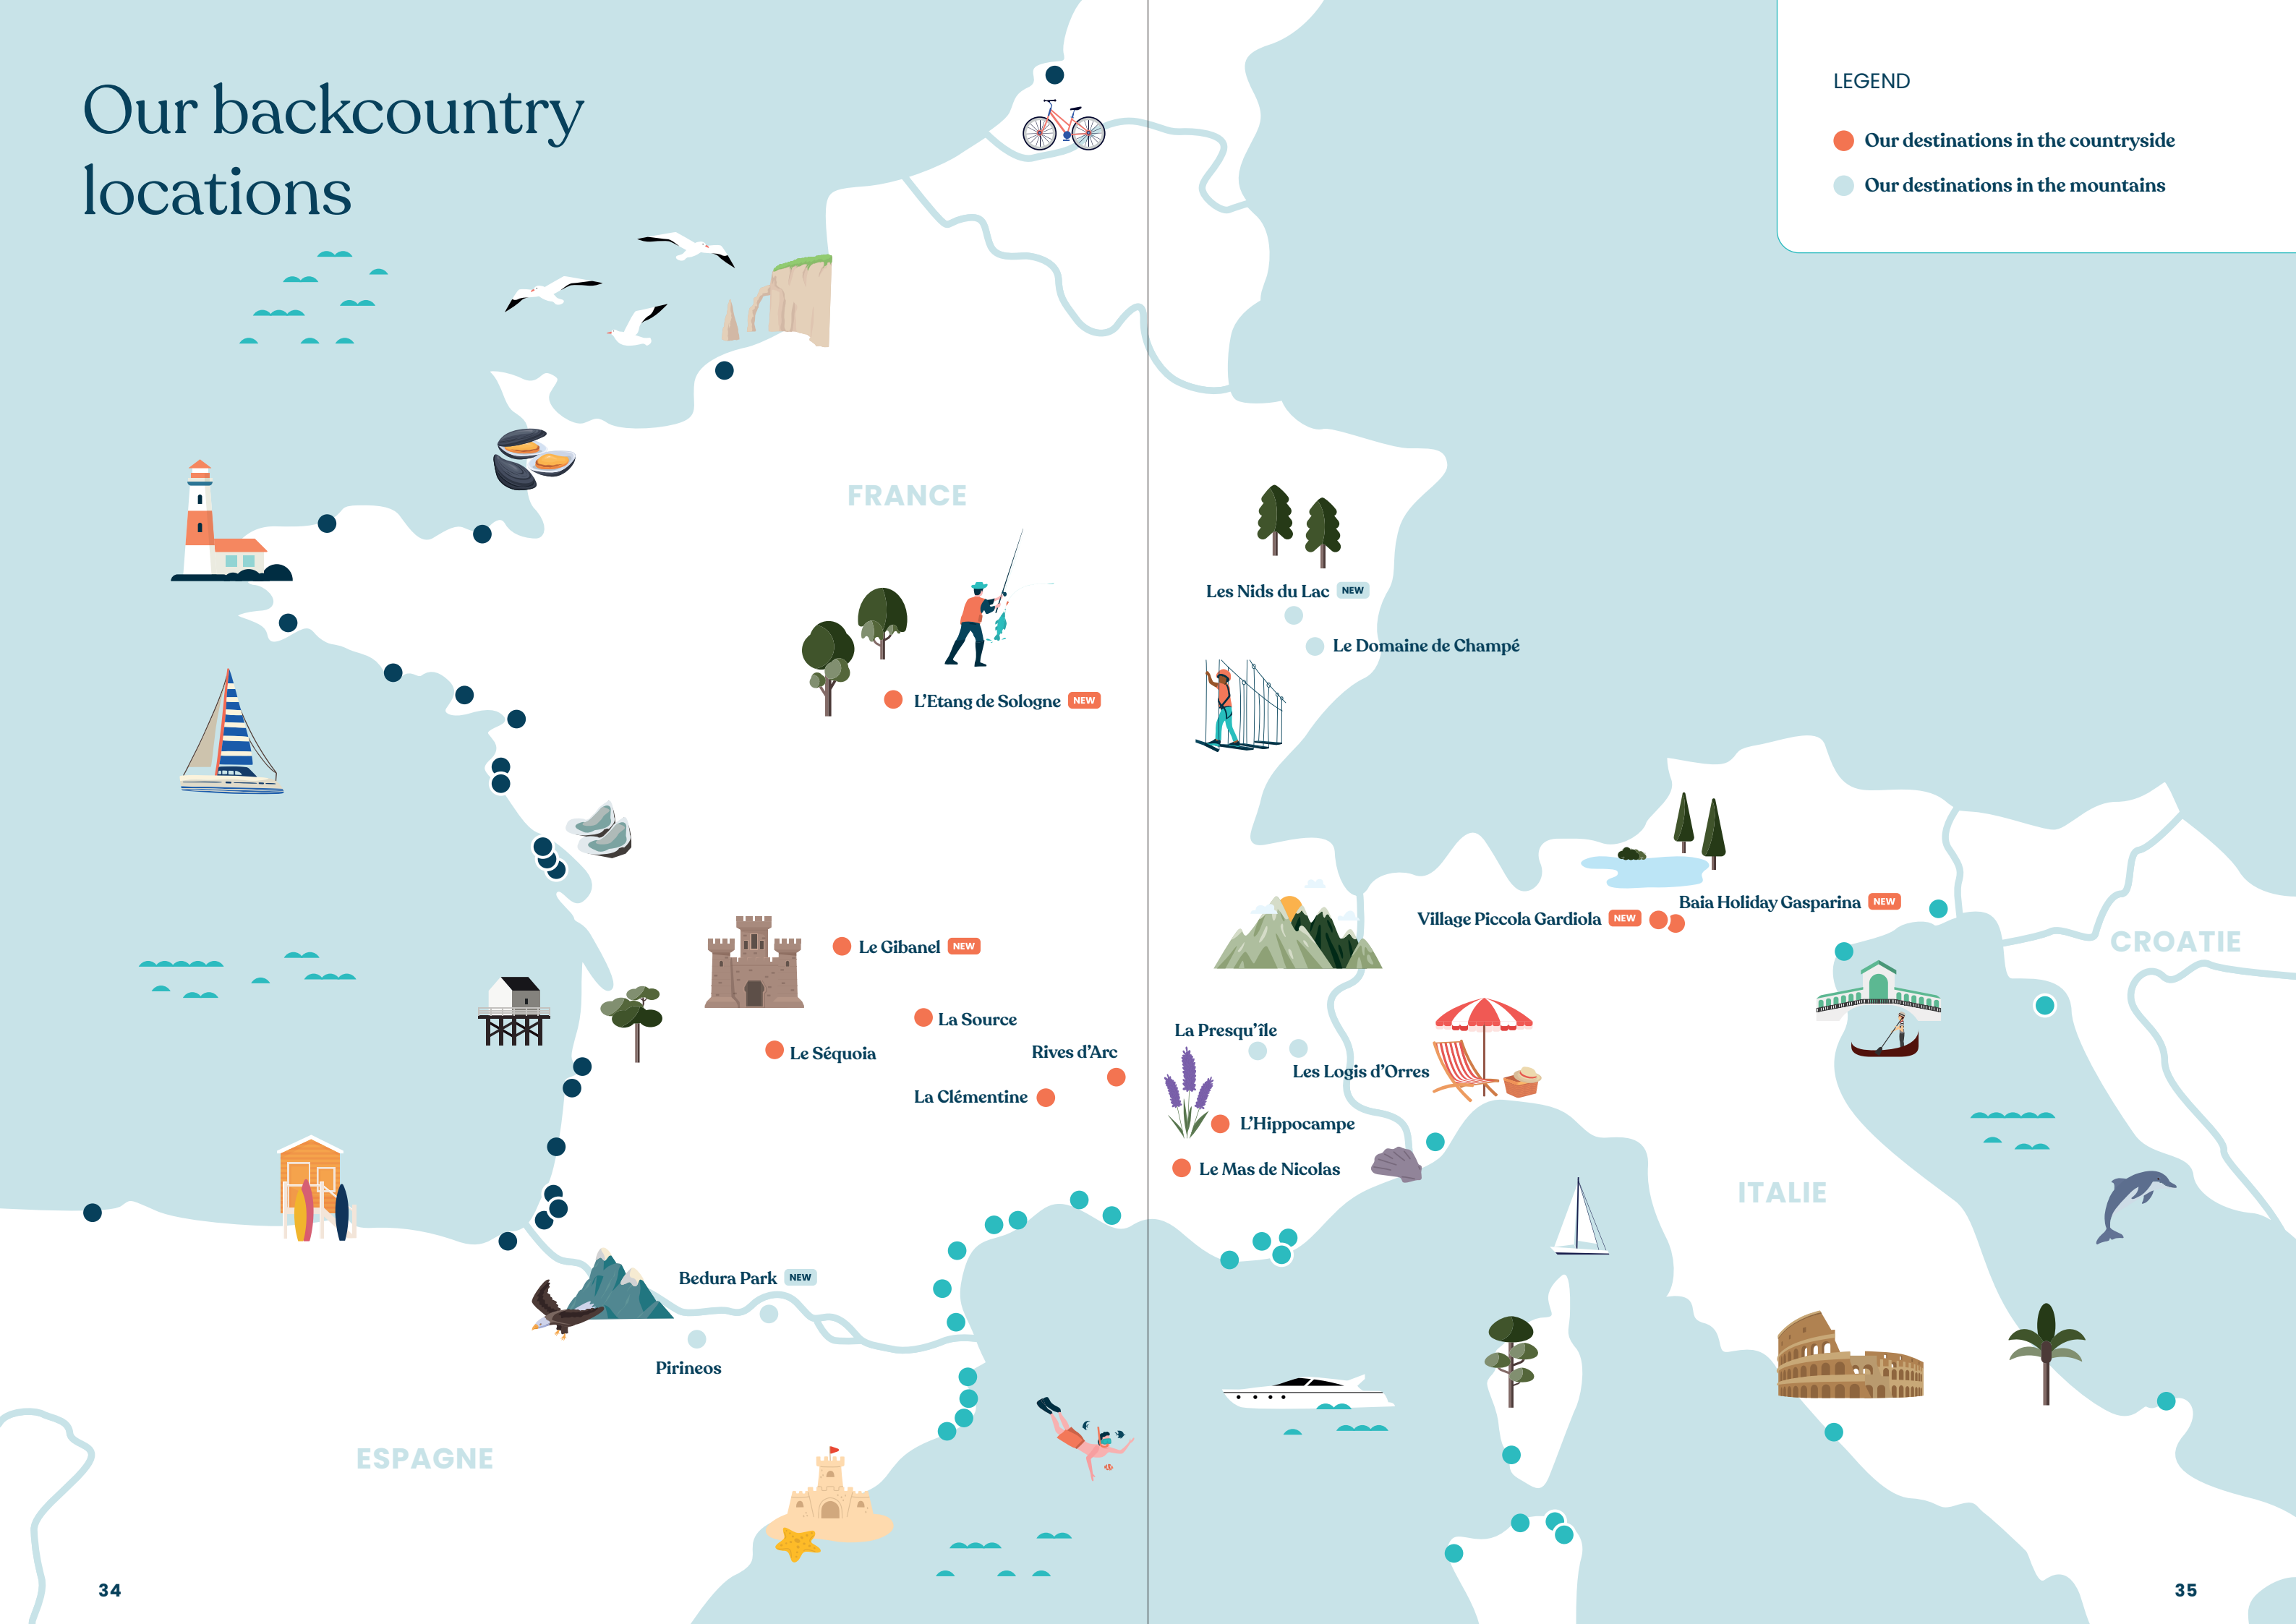 Our backcountry
locations
LEGEND
Our destinations in the countryside
Our destinations in the mountains
FRANCE
Les Nids du Lac NEW
Le Domaine de Champé
L'Etang de Sologne NEW
Baia Holiday Gasparina NEW
Village Piccola Gardiola NEW
CROATIE
Le Gibanel NEW
La Source
Le Séquoia
Rives d'Arc
La Clémentine
La Presqu'île
Les Logis d'Orres
L'Hippocampe
Le Mas de Nicolas
ITALIE
Bedura Park NEW
Pirineos
ESPAGNE
34
35